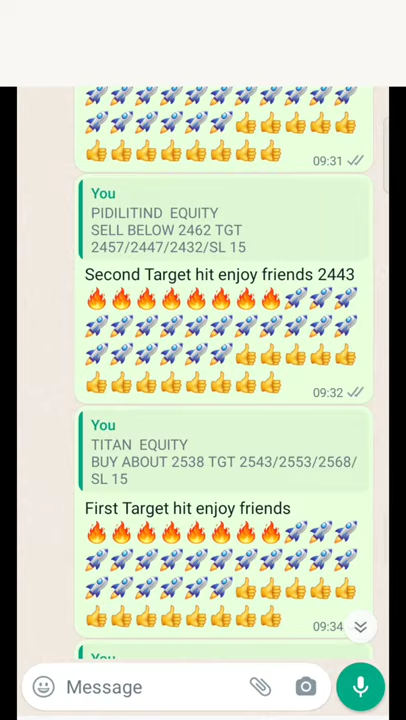 🚀🚀🚀🚀🚀🚀🚀🚀🚀🚀🚀
🚀🚀🚀🚀🚀🚀👍👍👍👍👍
👍👍👍👍👍👍👍👍
09:31
You
PIDILITIND EQUITY
SELL BELOW 2462 TGT
2457/2447/2432/SL 15
Second Target hit enjoy friends 2443
🔥🔥🔥🔥🔥🔥🔥🔥🚀🚀🚀
🚀🚀🚀🚀🚀🚀🚀🚀🚀🚀🚀
🚀🚀🚀🚀🚀🚀👍👍👍👍👍
👍👍👍👍👍👍👍👍
09:32
You
TITAN EQUITY
BUY ABOUT 2538 TGT 2543/2553/2568/
SL 15
First Target hit enjoy friends
🔥🔥🔥🔥🔥🔥🔥🔥🚀🚀🚀
🚀🚀🚀🚀🚀🚀🚀🚀🚀🚀🚀
🚀🚀🚀🚀🚀🚀👍👍👍👍👍
👍👍👍👍👍👍👍👍
09:34
You
Message